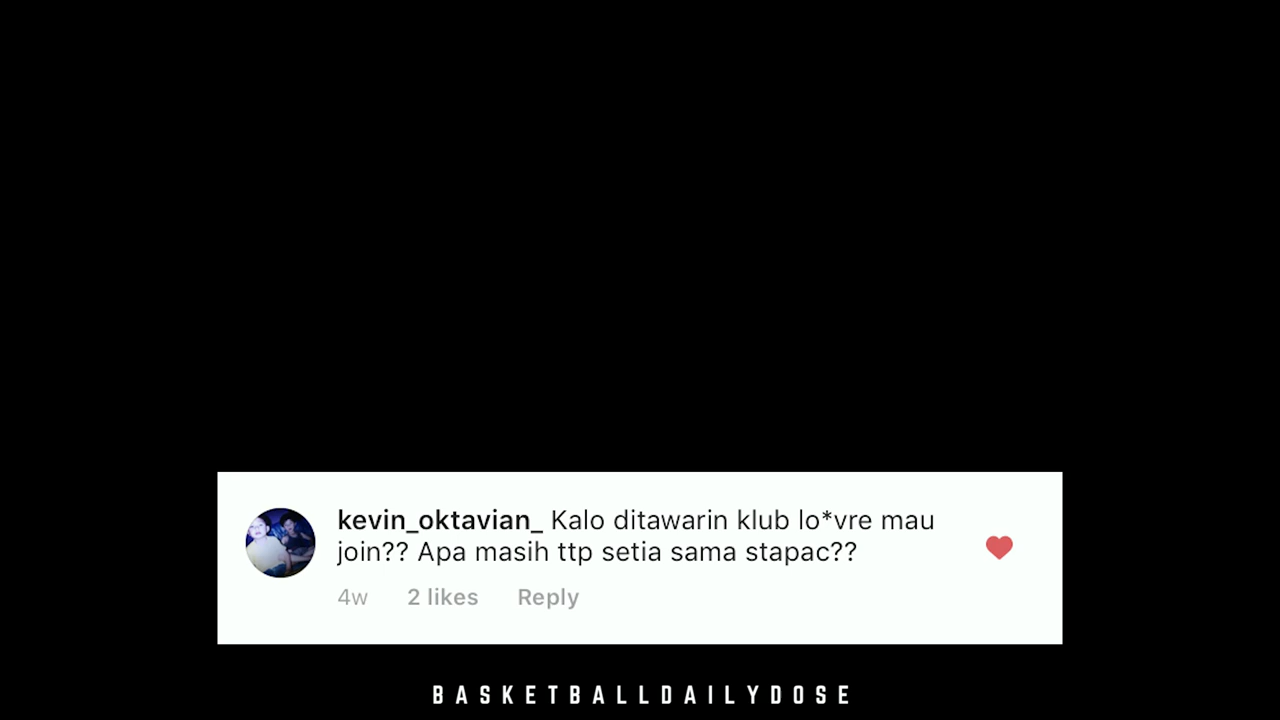 kevin_oktavian_ Kalo ditawarin klub lo*vre mau
join?? Apa masih ttp setia sama stapac??
4w 2 likes Reply
BASKETBALLDAILYDOSE